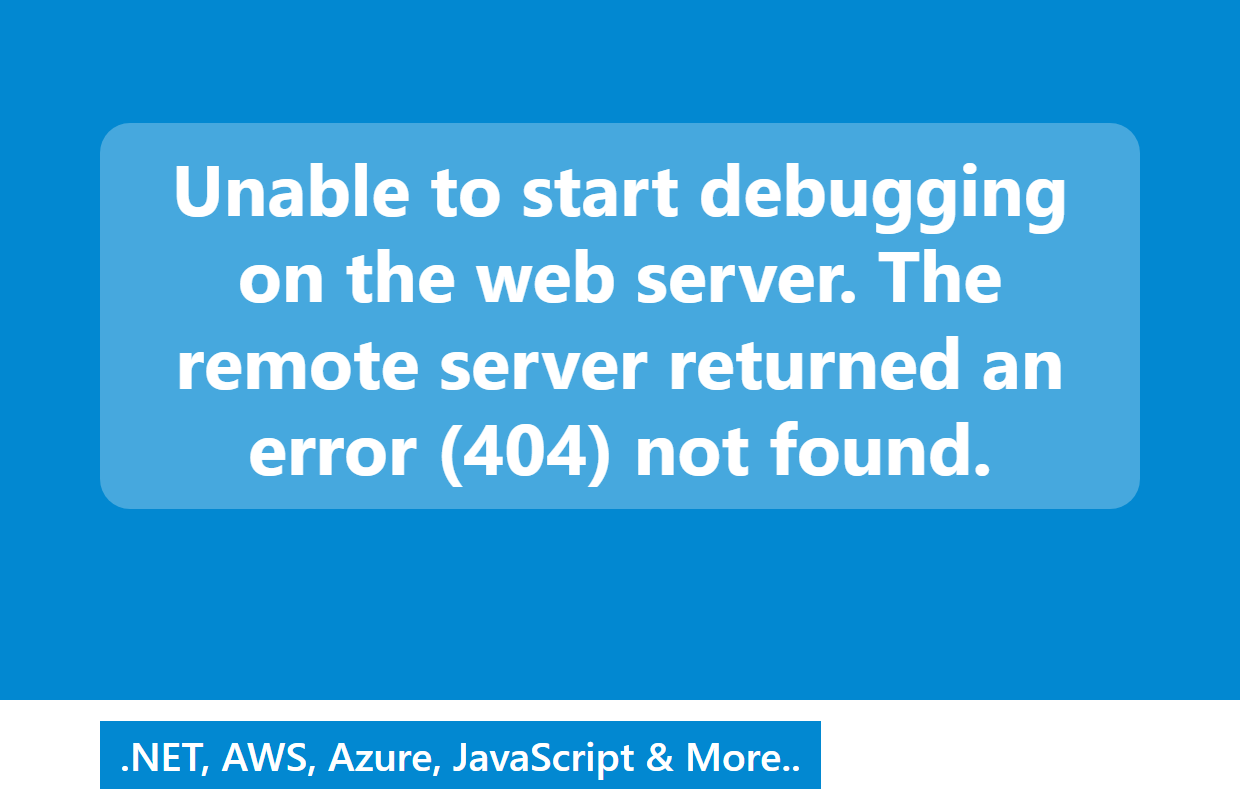 Unable to start debugging
on the web server. The
remote server returned an
error (404) not found.
.NET, AWS, Azure, JavaScript & More..